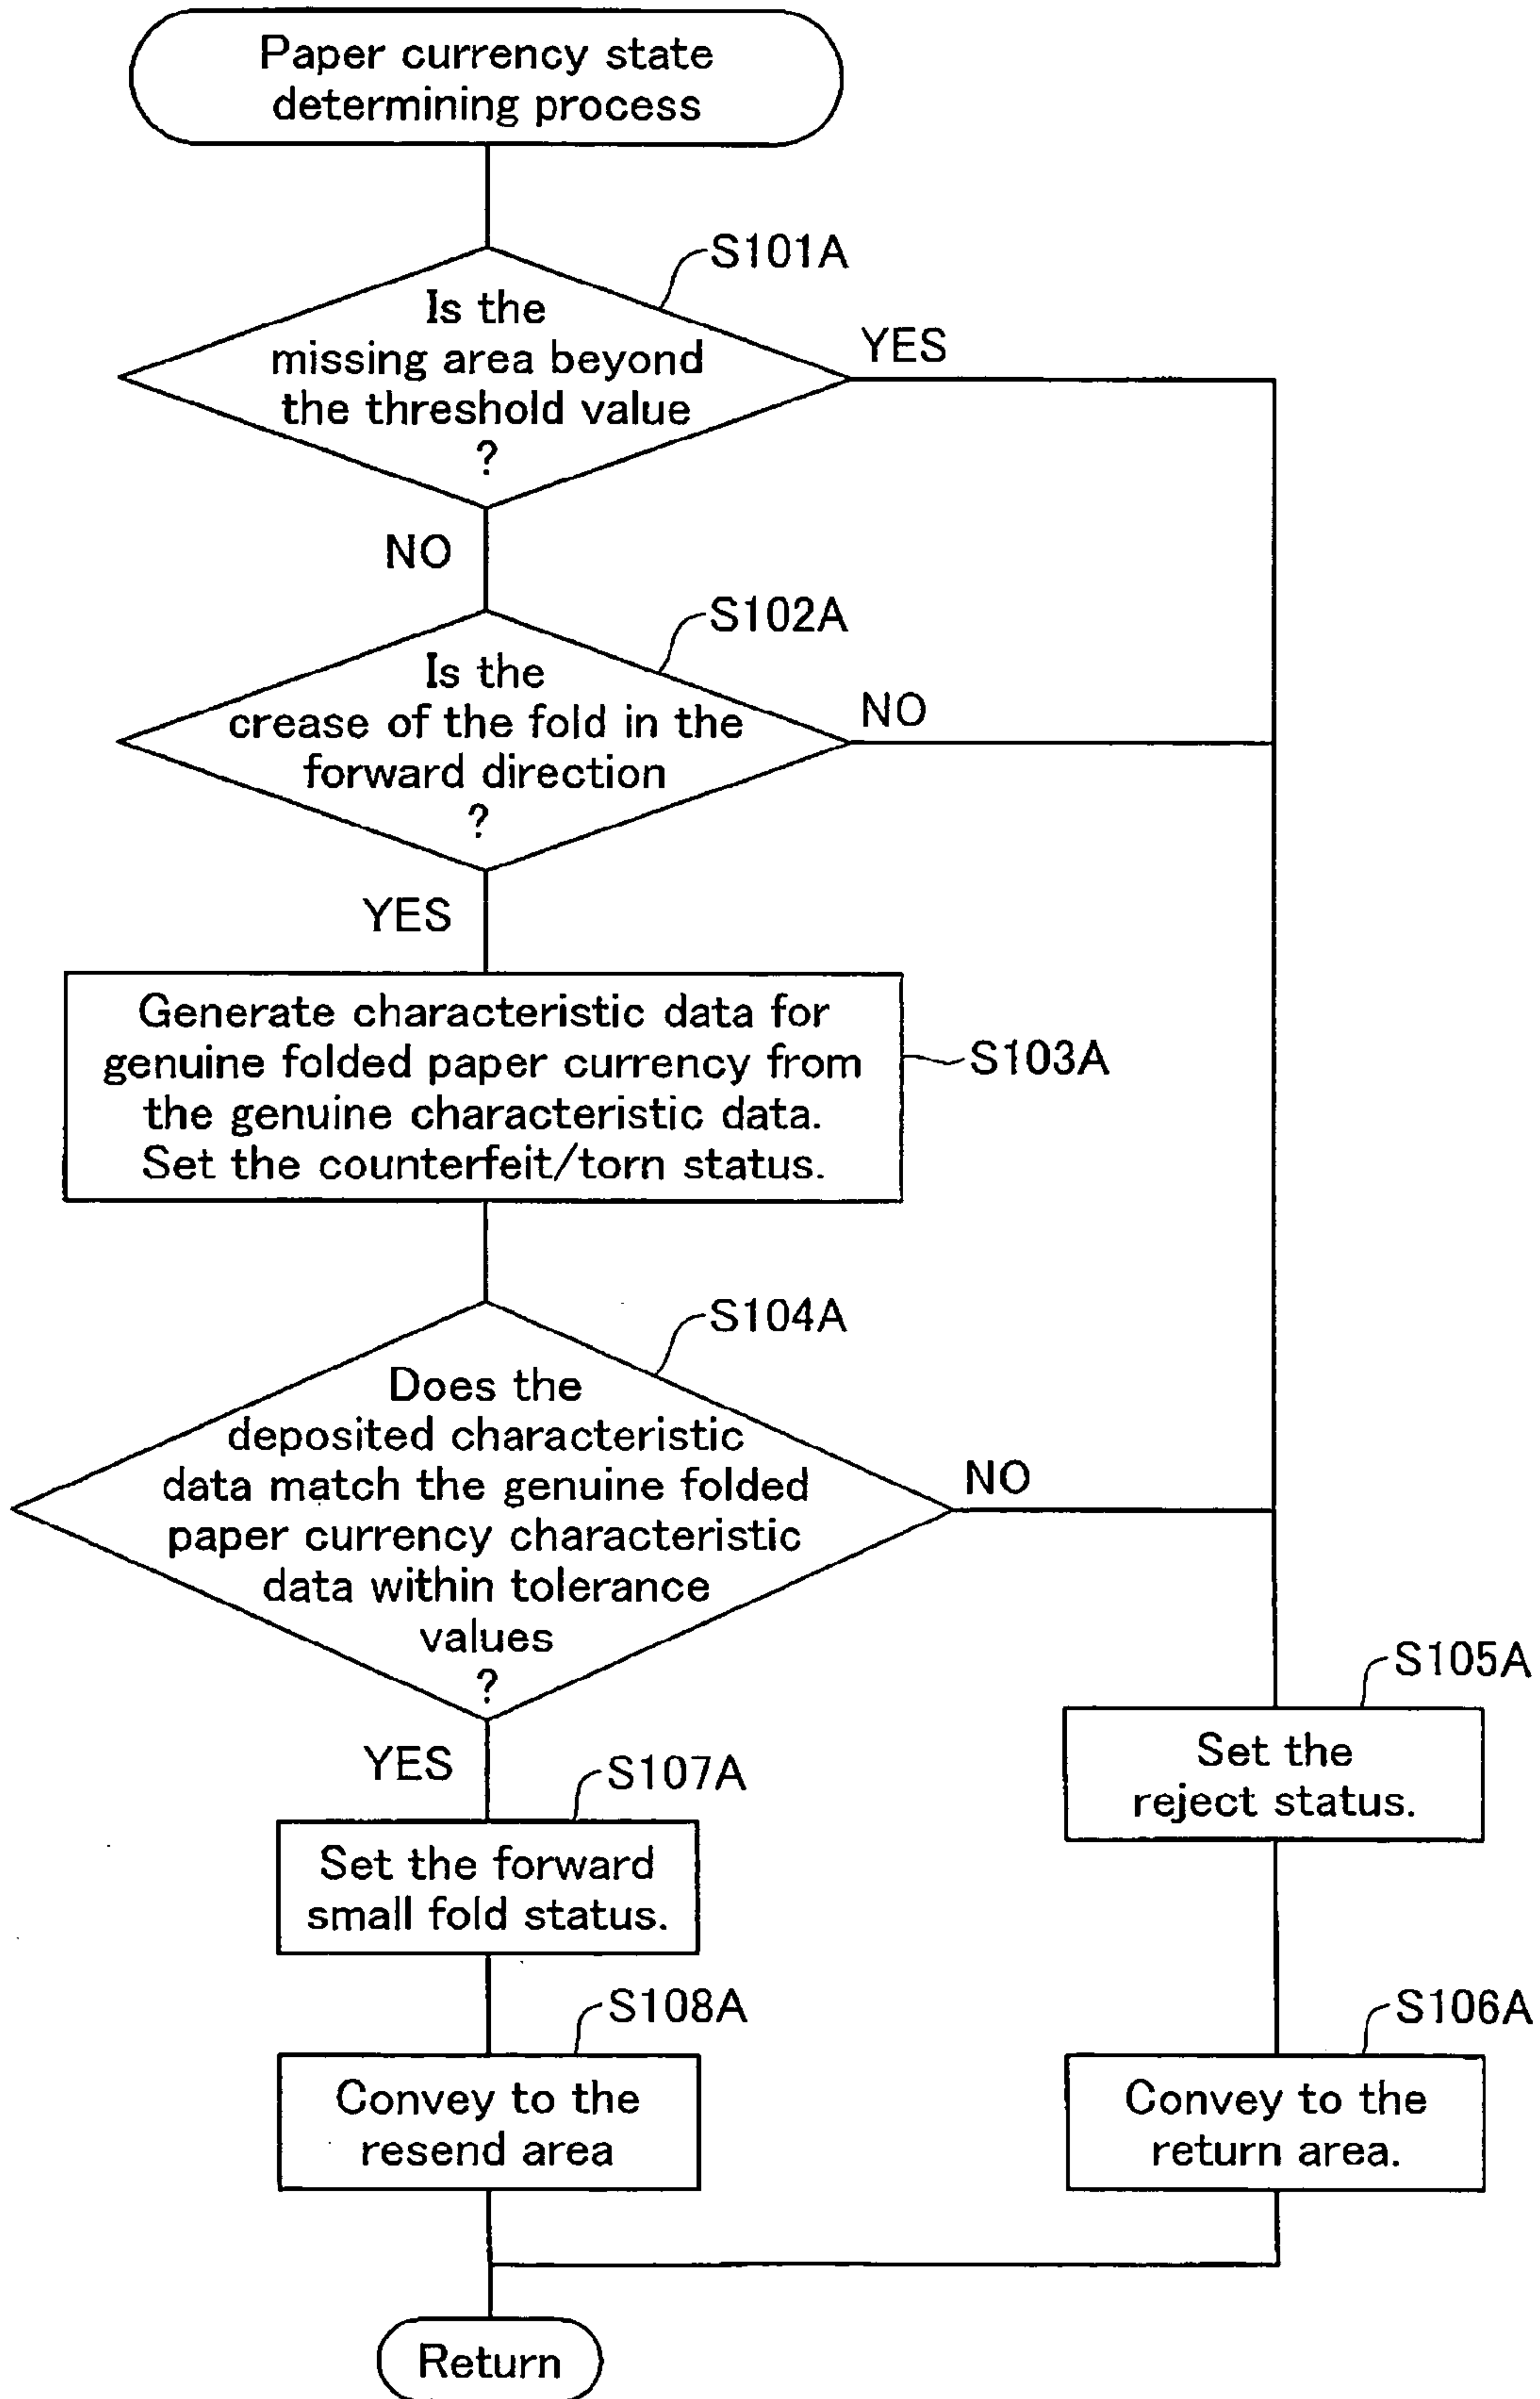 Paper currency state
determining process
S101A
Is the
missing area beyond
the threshold value
?
YES
NO
S102A
Is the
crease of the fold in the
forward direction
?
NO
YES
Generate characteristic data for
genuine folded paper currency from
the genuine characteristic data.
Set the counterfeit/torn status.
S103A
S104A
Does the
deposited characteristic
data match the genuine folded
paper currency characteristic
data within tolerance
values
?
NO
YES
S105A
Set the
reject status.
S107A
Set the forward
small fold status.
S108A
Convey to the
resend area
S106A
Convey to the
return area.
Return